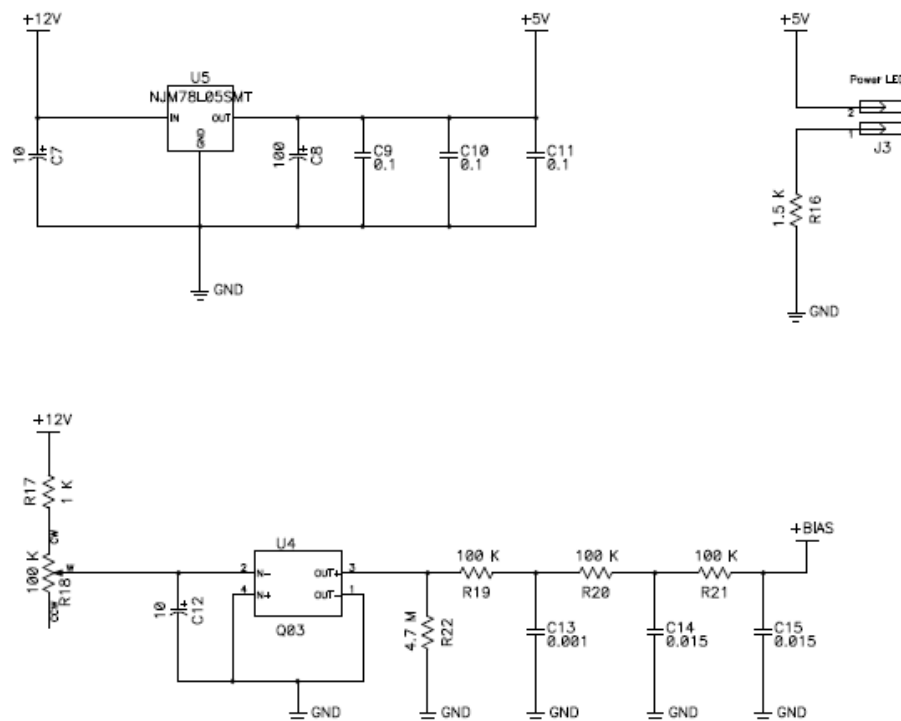 +12V
+5V
+5V
U5
NJM78L05SMT
IN
OUT
GND
10
C7
100
C8
C9
0.1
C10
0.1
C11
0.1
GND
Power LED
2
1
J3
1.5 K
R16
GND
+12V
R17
1 K
CW
100 K
R18
W
CCW
10
C12
U4
2
N-
4
N+
OUT+
3
OUT-
1
Q03
GND
4.7 M
R22
GND
100 K
R19
100 K
R20
100 K
R21
+BIAS
C13
0.001
GND
C14
0.015
GND
C15
0.015
GND